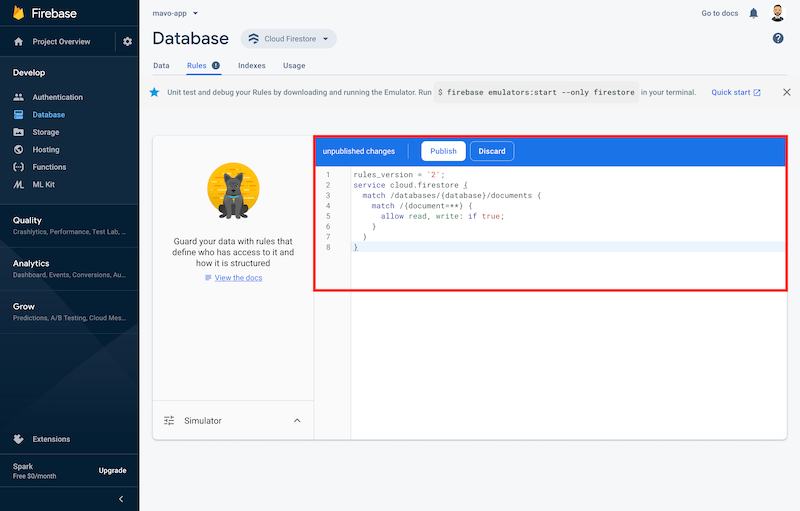 Firebase
Project Overview
Develop
Authentication
Database
Storage
Hosting
Functions
ML Kit
Quality
Crashlytics, Performance, Test Lab, ...
Analytics
Dashboard, Events, Conversions, Au...
Grow
Predictions, A/B Testing, Cloud Mes...
Extensions
Spark
Free $0/month
Upgrade
mavo-app
Go to docs
Database
Cloud Firestore
Data Rules Indexes Usage
Unit test and debug your Rules by downloading and running the Emulator. Run $ firebase emulators:start --only firestore in your terminal. Quick start
Guard your data with rules that
define who has access to it and
how it is structured
View the docs
Simulator
unpublished changes Publish Discard
1 rules_version = '2';
2 service cloud.firestore {
3 match /databases/{database}/documents {
4 match /{document=**} {
5 allow read, write: if true;
6 }
7 }
8 }